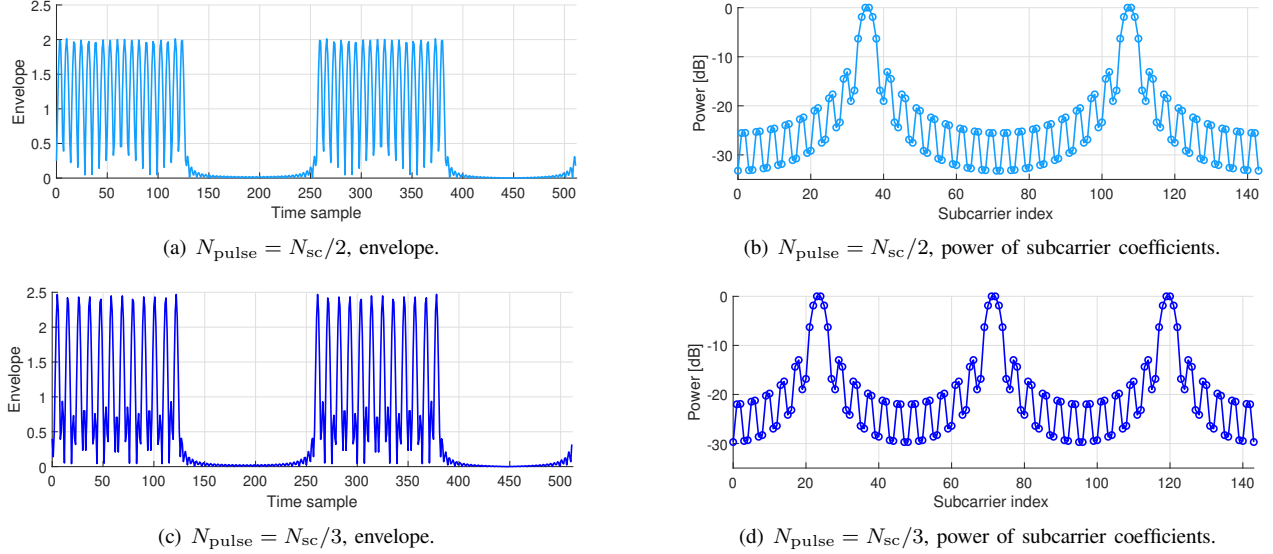 2.5
2
1.5
1
0.5
0
Envelope
0 50 100 150 200 250 300 350 400 450 500
Time sample
(a) N_pulse = N_sc/2, envelope.
0
-10
-20
-30
Power [dB]
0 20 40 60 80 100 120 140
Subcarrier index
(b) N_pulse = N_sc/2, power of subcarrier coefficients.
2.5
2
1.5
1
0.5
0
Envelope
0 50 100 150 200 250 300 350 400 450 500
Time sample
(c) N_pulse = N_sc/3, envelope.
0
-10
-20
-30
Power [dB]
0 20 40 60 80 100 120 140
Subcarrier index
(d) N_pulse = N_sc/3, power of subcarrier coefficients.